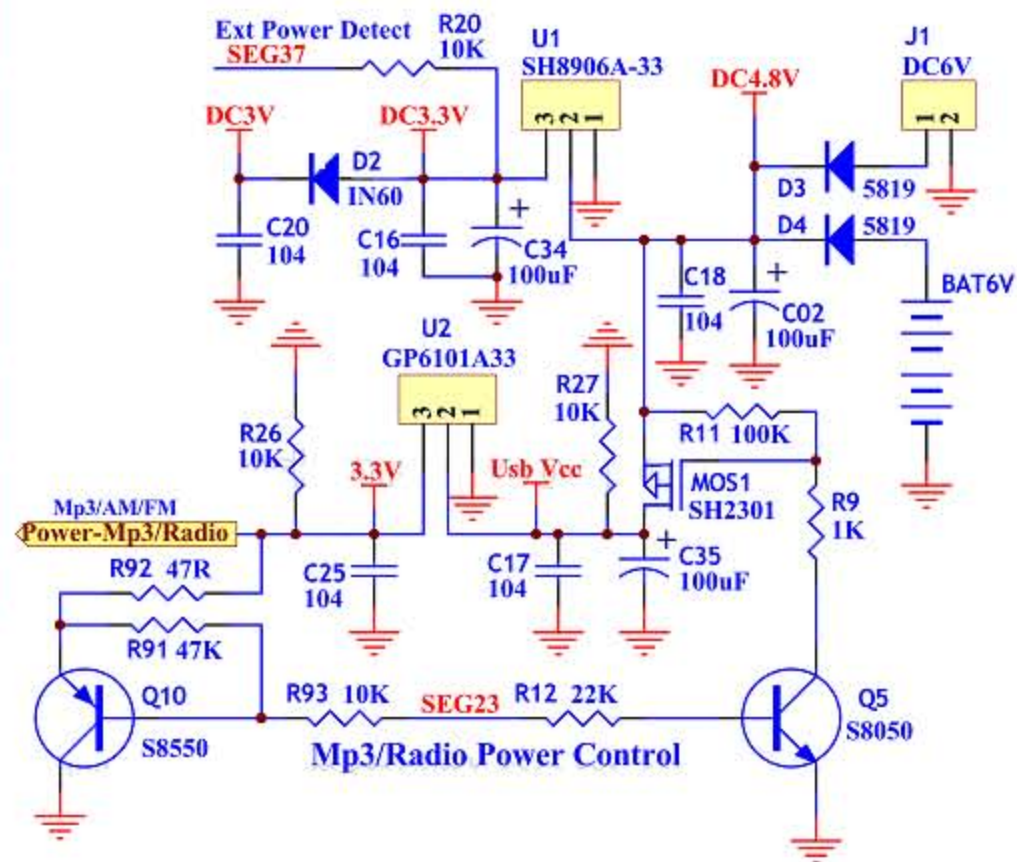 Ext Power Detect
SEG37
R20
10K
U1
SH8906A-33
3 2 1
J1
DC6V
1 2
DC4.8V
DC3V
DC3.3V
D2
IN60
D3
5819
D4
5819
C20
104
C16
104
C34
100uF
+
C18
104
+
C02
100uF
BAT6V
U2
GP6101A33
3 2 1
R26
10K
R27
10K
R11 100K
3.3V
Usb Vcc
MOS1
SH2301
R9
1K
Mp3/AM/FM
Power-Mp3/Radio
R92 47R
C25
104
C17
104
+
C35
100uF
R91 47K
Q10
S8550
R93 10K
SEG23
R12 22K
Q5
S8050
Mp3/Radio Power Control